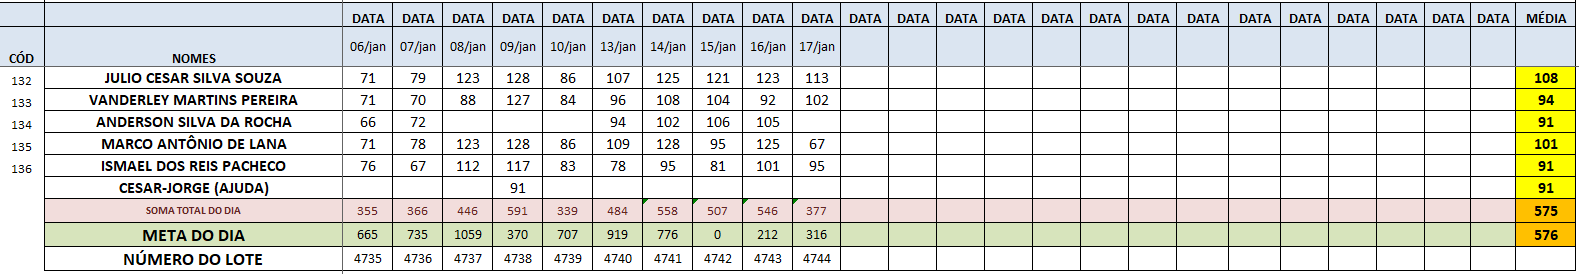 DATA DATA DATA DATA DATA DATA DATA DATA DATA DATA DATA DATA DATA DATA DATA DATA DATA DATA DATA DATA DATA DATA DATA DATA MÉDIA
CÓD NOMES 06/jan 07/jan 08/jan 09/jan 10/jan 13/jan 14/jan 15/jan 16/jan 17/jan
132 JULIO CESAR SILVA SOUZA 71 79 123 128 86 107 125 121 123 113 108
133 VANDERLEY MARTINS PEREIRA 71 70 88 127 84 96 108 104 92 102 94
134 ANDERSON SILVA DA ROCHA 66 72 94 102 106 105 91
135 MARCO ANTÔNIO DE LANA 71 78 123 128 86 109 128 95 125 67 101
136 ISMAEL DOS REIS PACHECO 76 67 112 117 83 78 95 81 101 95 91
CESAR-JORGE (AJUDA) 91 91
SOMA TOTAL DO DIA 355 366 446 591 339 484 558 507 546 377 575
META DO DIA 665 735 1059 370 707 919 776 0 212 316 576
NÚMERO DO LOTE 4735 4736 4737 4738 4739 4740 4741 4742 4743 4744